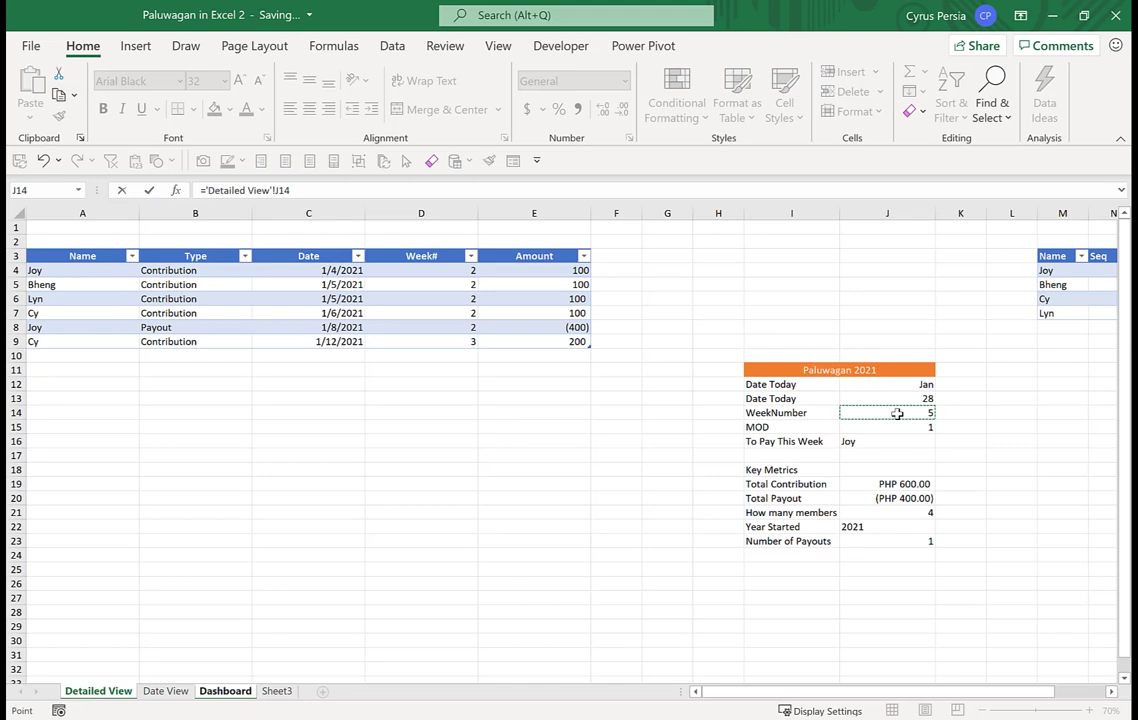 Paluwagan in Excel 2 - Saving...
Search (Alt+Q)
Cyrus Persia CP
File Home Insert Draw Page Layout Formulas Data Review View Developer Power Pivot Share Comments
Paste
Arial Black 32
Wrap Text
Merge & Center
General
Conditional Formatting
Format as Table
Cell Styles
Insert
Delete
Format
Sort & Filter
Find & Select
Data Ideas
Clipboard Font Alignment Number Styles Cells Editing Analysis
J14 ='Detailed View'!J14
A B C D E F G H I J K L M N
1
2
3 Name Type Date Week# Amount Name Seq
4 Joy Contribution 1/4/2021 2 100 Joy
5 Bheng Contribution 1/5/2021 2 100 Bheng
6 Lyn Contribution 1/5/2021 2 100 Cy
7 Cy Contribution 1/6/2021 2 100 Lyn
8 Joy Payout 1/8/2021 2 (400)
9 Cy Contribution 1/12/2021 3 200
10
11 Paluwagan 2021
12 Date Today Jan
13 Date Today 28
14 WeekNumber 5
15 MOD 1
16 To Pay This Week Joy
17
18 Key Metrics
19 Total Contribution PHP 600.00
20 Total Payout (PHP 400.00)
21 How many members 4
22 Year Started 2021
23 Number of Payouts 1
24
25
26
27
28
29
30
31
32
Detailed View Date View Dashboard Sheet3
Point Display Settings 70%